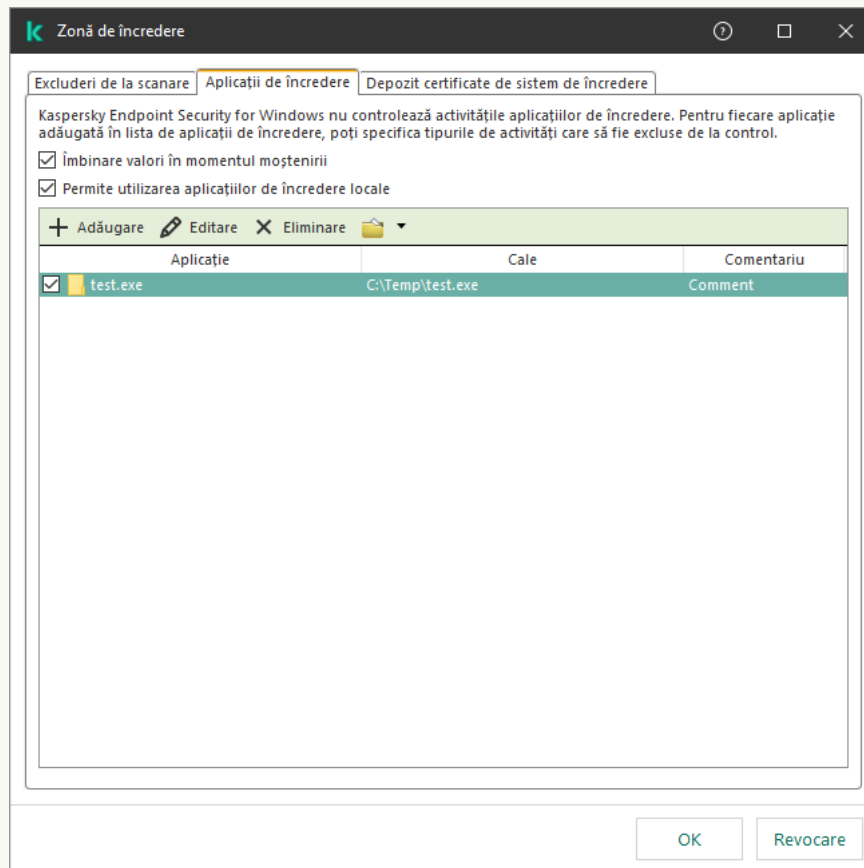 Zonă de încredere
Excluderi de la scanare Aplicații de încredere Depozit certificate de sistem de încredere
Kaspersky Endpoint Security for Windows nu controlează activitățile aplicațiilor de încredere. Pentru fiecare aplicație
adăugată în lista de aplicații de încredere, poți specifica tipurile de activități care să fie excluse de la control.
Îmbinare valori în momentul moștenirii
Permite utilizarea aplicațiilor de încredere locale
Adăugare Editare Eliminare
Aplicație Cale Comentariu
test.exe C:\Temp\test.exe Comment
OK Revocare